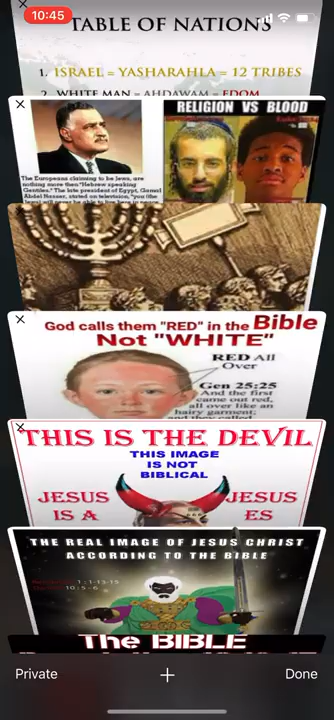 10:45
TABLE OF NATIONS
1. ISRAEL = YASHARAHLA = 12 TRIBES
2. WHITE MAN = AHDAWAM = EDOM
RELIGION VS BLOOD
The Europeans claiming to be Jews, are
nothing more then "Hebrew speaking
Gentiles." The late president of Egypt, Gamal
Abdel Nasser, stated on television, "you (the
God calls them "RED" in the Bible
Not "WHITE"
RED All
Over
Gen 25:25
And the first
came out red,
all over like an
hairy garment;
THIS IS THE DEVIL
THIS IMAGE
IS NOT
BIBLICAL
JESUS
IS A
JESUS
ES
THE REAL IMAGE OF JESUS CHRIST
ACCORDING TO THE BIBLE
The BIBLE
Private
Done